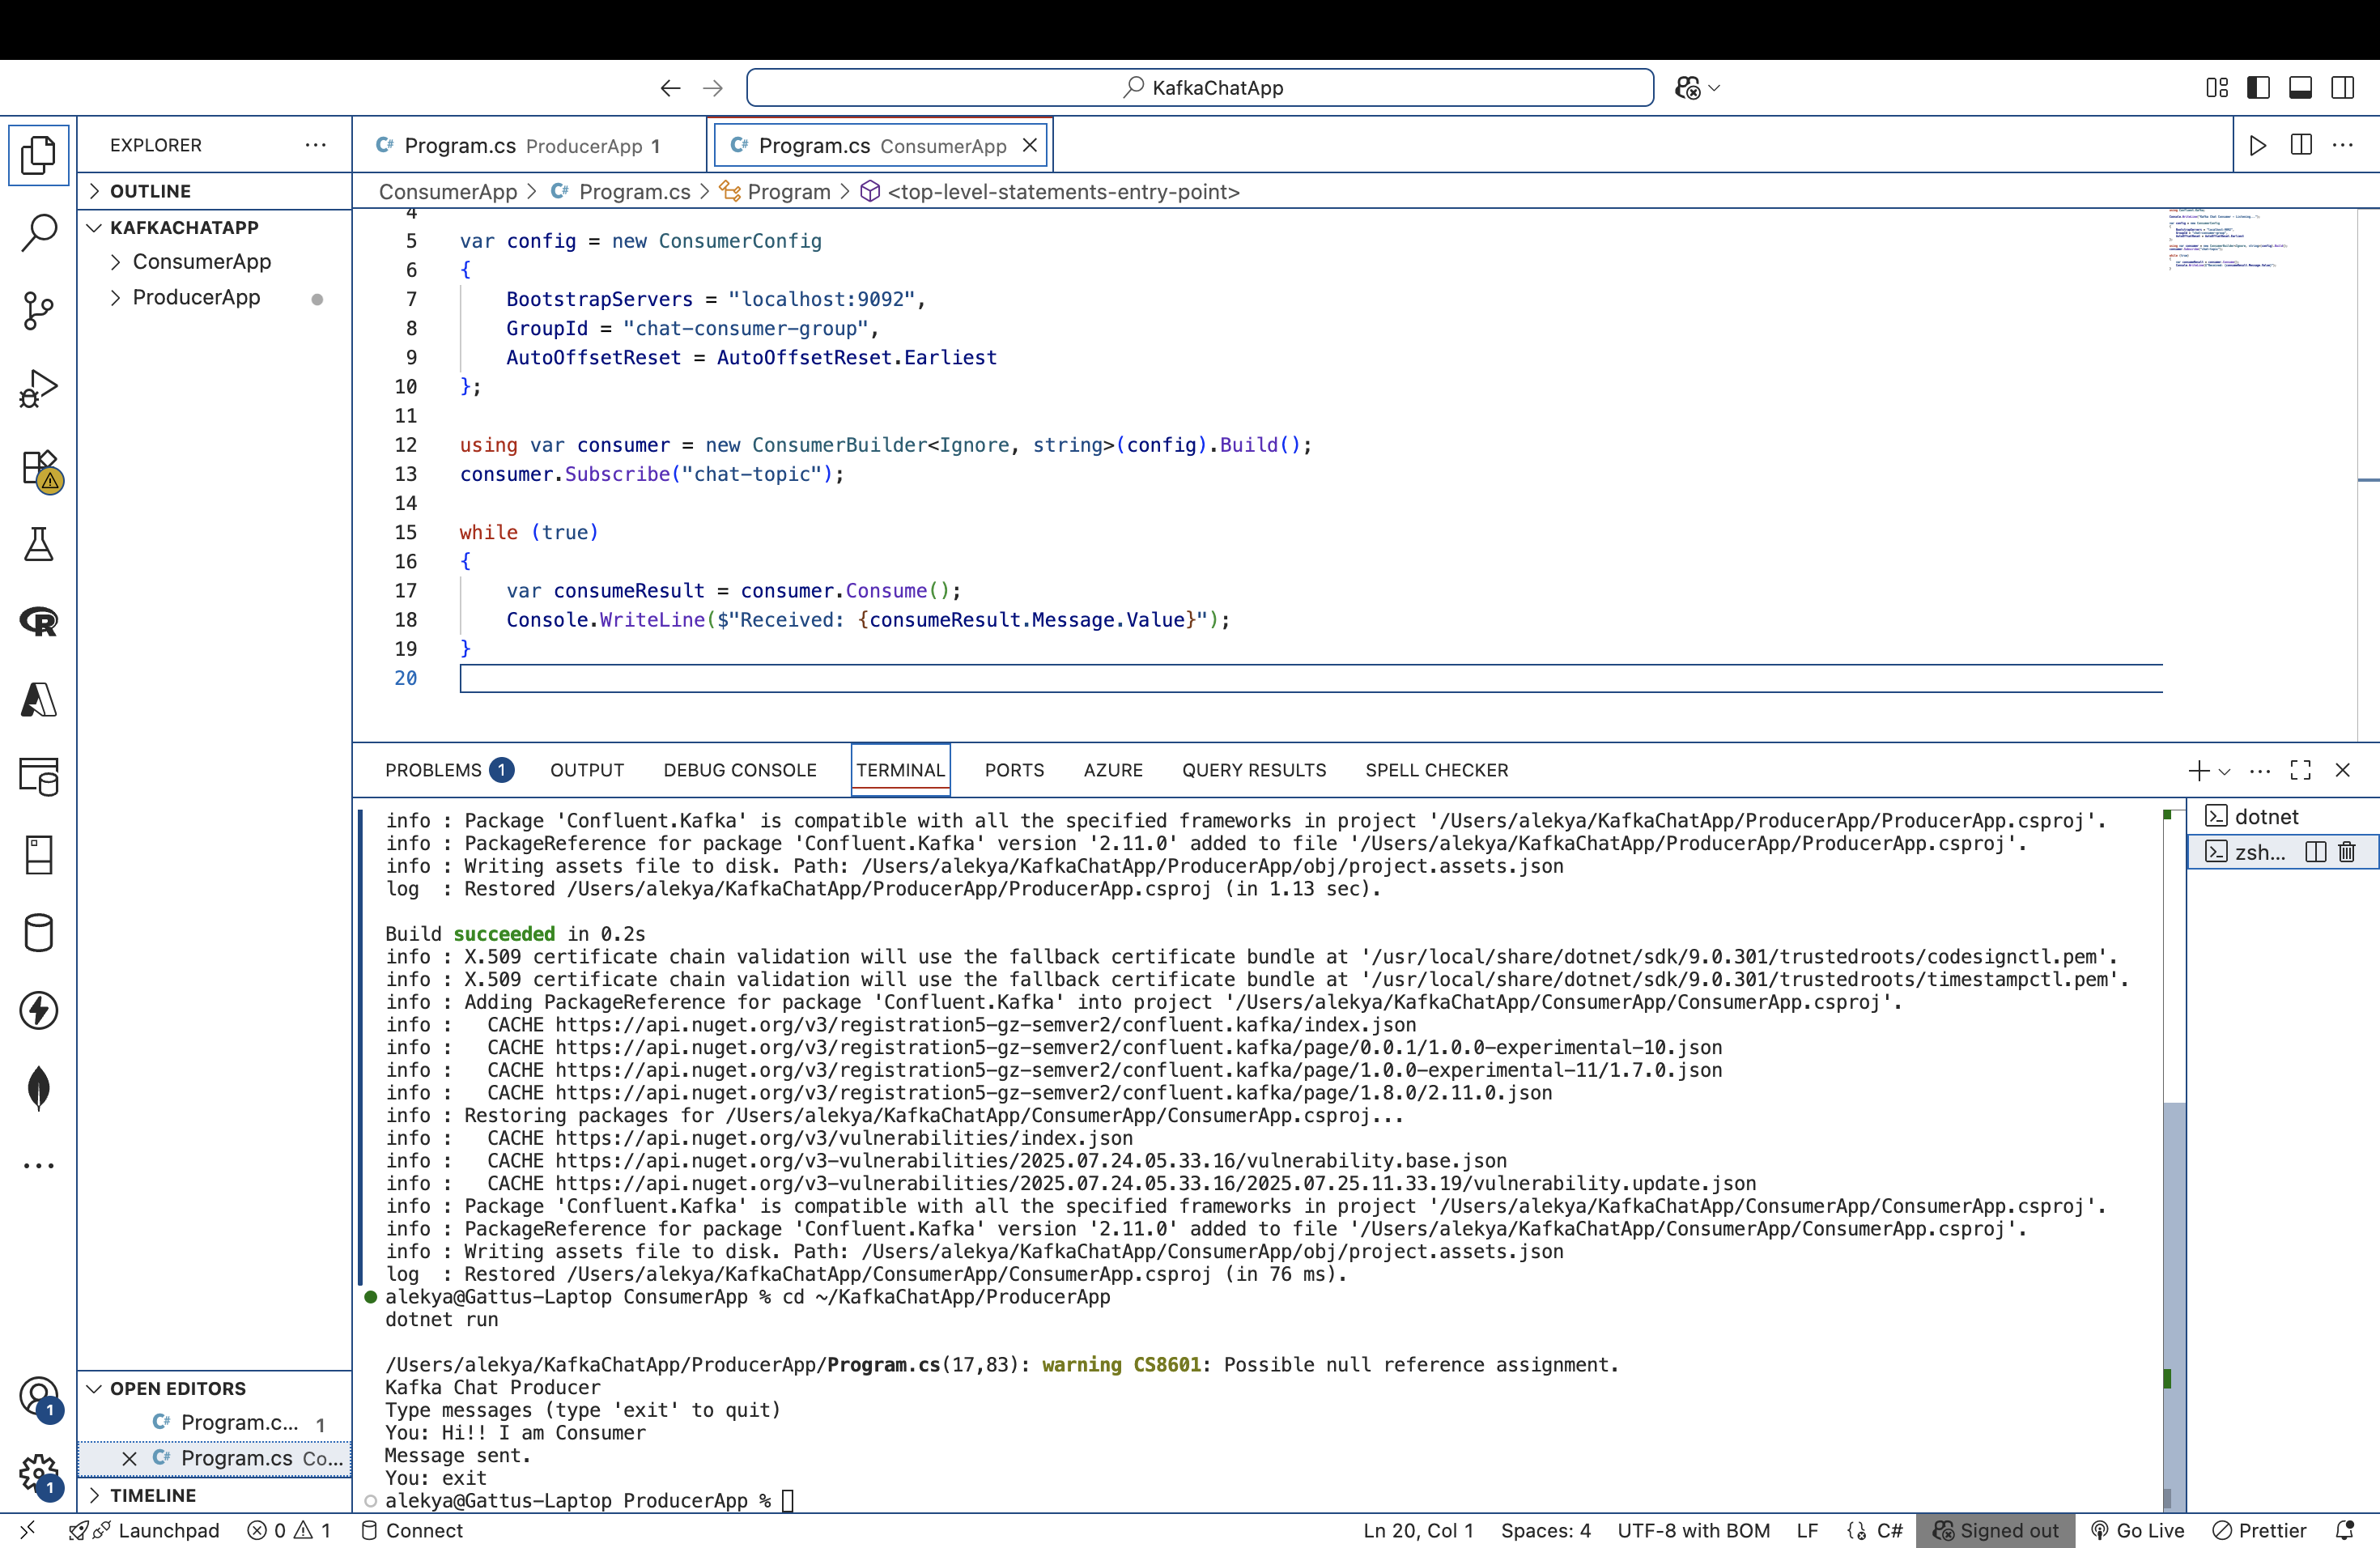 KafkaChatApp
EXPLORER
OUTLINE
KAFKACHATAPP
ConsumerApp
ProducerApp
OPEN EDITORS
Program.c... 1
Program.cs Co...
TIMELINE
Program.cs ProducerApp 1
Program.cs ConsumerApp
ConsumerApp > Program.cs > Program > <top-level-statements-entry-point>
4
5 var config = new ConsumerConfig
6 {
7 BootstrapServers = "localhost:9092",
8 GroupId = "chat-consumer-group",
9 AutoOffsetReset = AutoOffsetReset.Earliest
10 };
11
12 using var consumer = new ConsumerBuilder<Ignore, string>(config).Build();
13 consumer.Subscribe("chat-topic");
14
15 while (true)
16 {
17 var consumeResult = consumer.Consume();
18 Console.WriteLine($"Received: {consumeResult.Message.Value}");
19 }
20
PROBLEMS 1 OUTPUT DEBUG CONSOLE TERMINAL PORTS AZURE QUERY RESULTS SPELL CHECKER
info : Package 'Confluent.Kafka' is compatible with all the specified frameworks in project '/Users/alekya/KafkaChatApp/ProducerApp/ProducerApp.csproj'.
info : PackageReference for package 'Confluent.Kafka' version '2.11.0' added to file '/Users/alekya/KafkaChatApp/ProducerApp/ProducerApp.csproj'.
info : Writing assets file to disk. Path: /Users/alekya/KafkaChatApp/ProducerApp/obj/project.assets.json
log  : Restored /Users/alekya/KafkaChatApp/ProducerApp/ProducerApp.csproj (in 1.13 sec).
Build succeeded in 0.2s
info : X.509 certificate chain validation will use the fallback certificate bundle at '/usr/local/share/dotnet/sdk/9.0.301/trustedroots/codesignctl.pem'.
info : X.509 certificate chain validation will use the fallback certificate bundle at '/usr/local/share/dotnet/sdk/9.0.301/trustedroots/timestampctl.pem'.
info : Adding PackageReference for package 'Confluent.Kafka' into project '/Users/alekya/KafkaChatApp/ConsumerApp/ConsumerApp.csproj'.
info :   CACHE https://api.nuget.org/v3/registration5-gz-semver2/confluent.kafka/index.json
info :   CACHE https://api.nuget.org/v3/registration5-gz-semver2/confluent.kafka/page/0.0.1/1.0.0-experimental-10.json
info :   CACHE https://api.nuget.org/v3/registration5-gz-semver2/confluent.kafka/page/1.0.0-experimental-11/1.7.0.json
info :   CACHE https://api.nuget.org/v3/registration5-gz-semver2/confluent.kafka/page/1.8.0/2.11.0.json
info : Restoring packages for /Users/alekya/KafkaChatApp/ConsumerApp/ConsumerApp.csproj...
info :   CACHE https://api.nuget.org/v3/vulnerabilities/index.json
info :   CACHE https://api.nuget.org/v3-vulnerabilities/2025.07.24.05.33.16/vulnerability.base.json
info :   CACHE https://api.nuget.org/v3-vulnerabilities/2025.07.24.05.33.16/2025.07.25.11.33.19/vulnerability.update.json
info : Package 'Confluent.Kafka' is compatible with all the specified frameworks in project '/Users/alekya/KafkaChatApp/ConsumerApp/ConsumerApp.csproj'.
info : PackageReference for package 'Confluent.Kafka' version '2.11.0' added to file '/Users/alekya/KafkaChatApp/ConsumerApp/ConsumerApp.csproj'.
info : Writing assets file to disk. Path: /Users/alekya/KafkaChatApp/ConsumerApp/obj/project.assets.json
log  : Restored /Users/alekya/KafkaChatApp/ConsumerApp/ConsumerApp.csproj (in 76 ms).
alekya@Gattus-Laptop ConsumerApp % cd ~/KafkaChatApp/ProducerApp
dotnet run
/Users/alekya/KafkaChatApp/ProducerApp/Program.cs(17,83): warning CS8601: Possible null reference assignment.
Kafka Chat Producer
Type messages (type 'exit' to quit)
You: Hi!! I am Consumer
Message sent.
You: exit
alekya@Gattus-Laptop ProducerApp %
dotnet
zsh...
1
1
Launchpad 0 1 Connect Ln 20, Col 1 Spaces: 4 UTF-8 with BOM LF C# Signed out Go Live Prettier